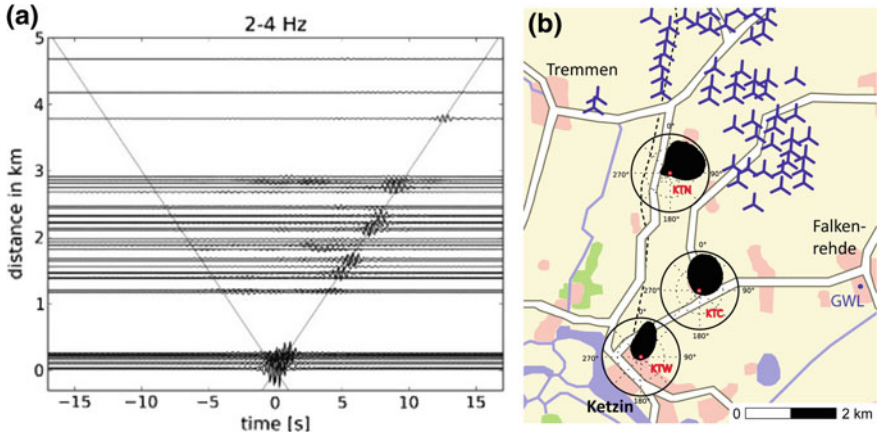 (a)
2-4 Hz
distance in km
5
4
3
2
1
0
−15
−10
−5
0
5
10
15
time [s]
(b)
Tremmen
0°
270°
90°
KTN
180°
Falken-
rehde
0°
270°
90°
KTC
180°
GWL
0°
270°
90°
KTW
180°
Ketzin
0
2 km